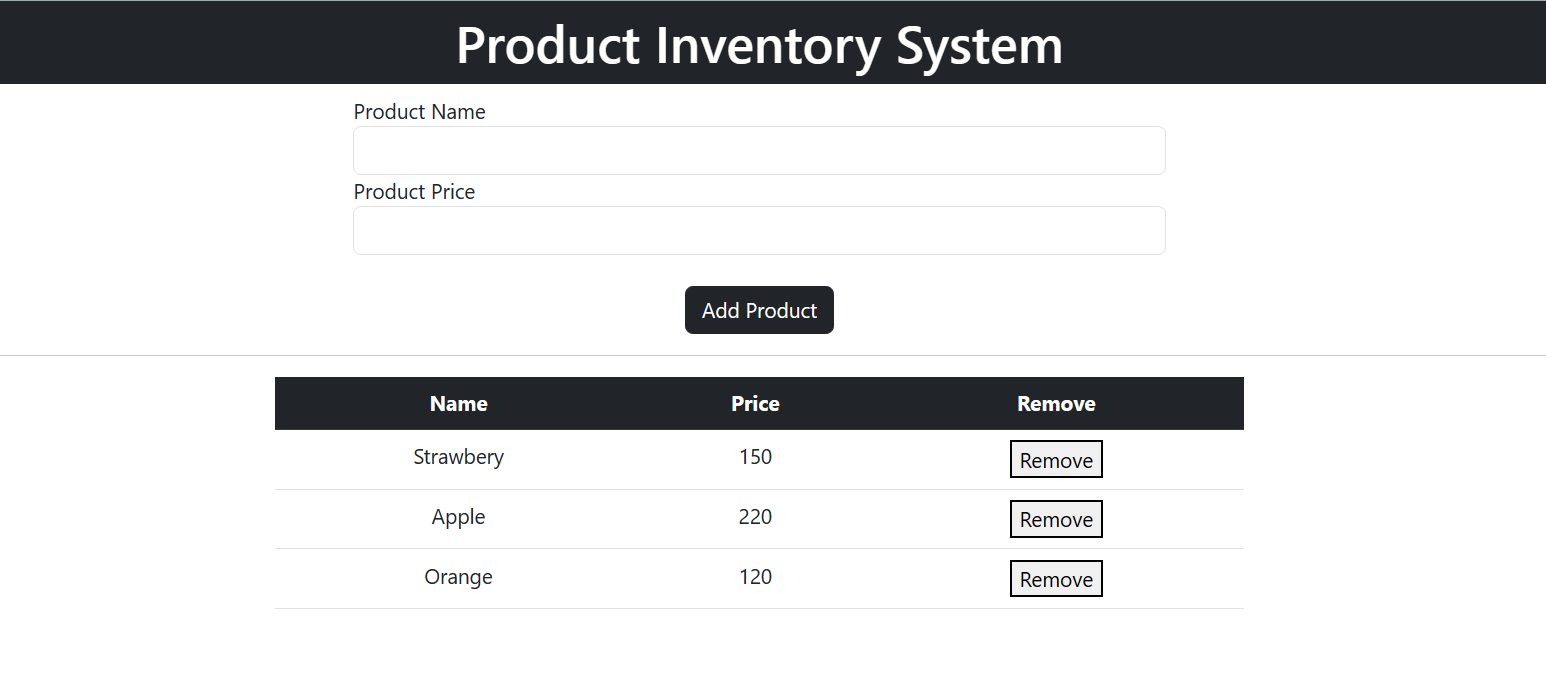 Product Inventory System
Product Name
Product Price
Add Product
Name Price Remove
Strawbery 150 Remove
Apple 220 Remove
Orange 120 Remove